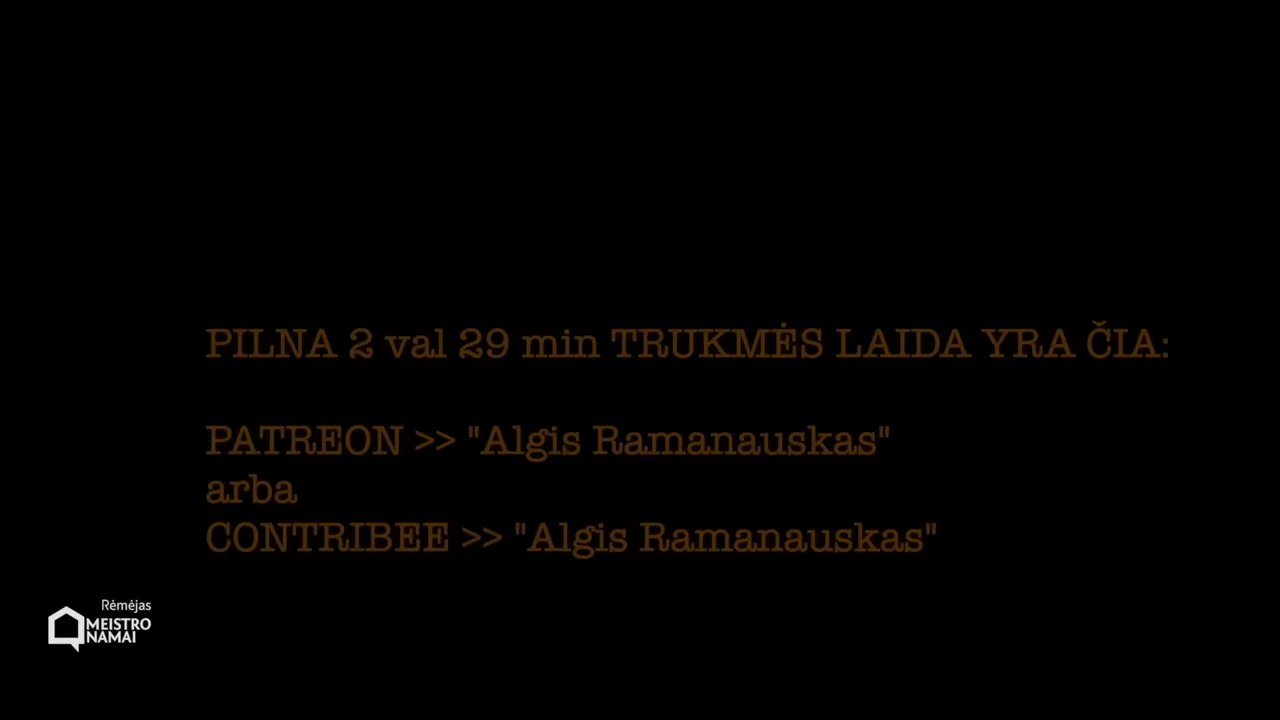 PILNA 2 val 29 min TRUKMĖS LAIDA YRA ČIA:
PATREON >> "Algis Ramanauskas"
arba
CONTRIBEE >> "Algis Ramanauskas"
Rėmėjas
MEISTRO
NAMAI